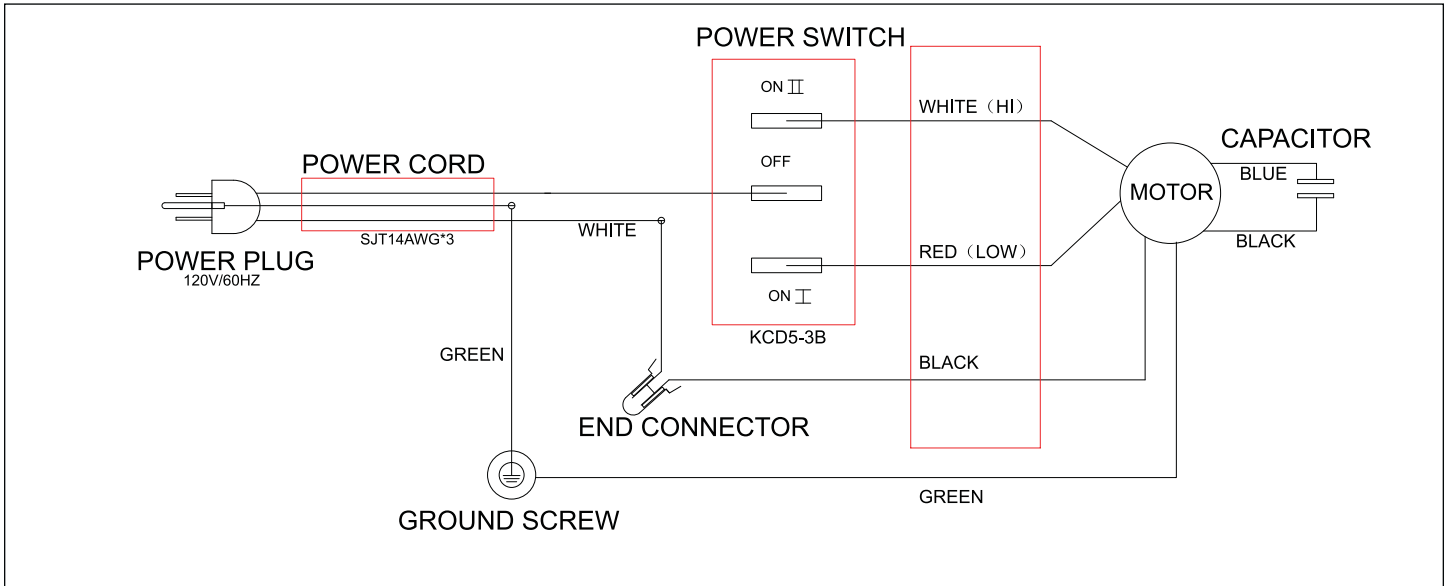 POWER SWITCH
ON Ⅱ
WHITE（HI）
CAPACITOR
POWER CORD
OFF
BLUE
MOTOR
WHITE
SJT14AWG*3
BLACK
POWER PLUG
120V/60HZ
RED（LOW）
ON Ⅰ
KCD5-3B
GREEN
BLACK
END CONNECTOR
GREEN
GROUND SCREW